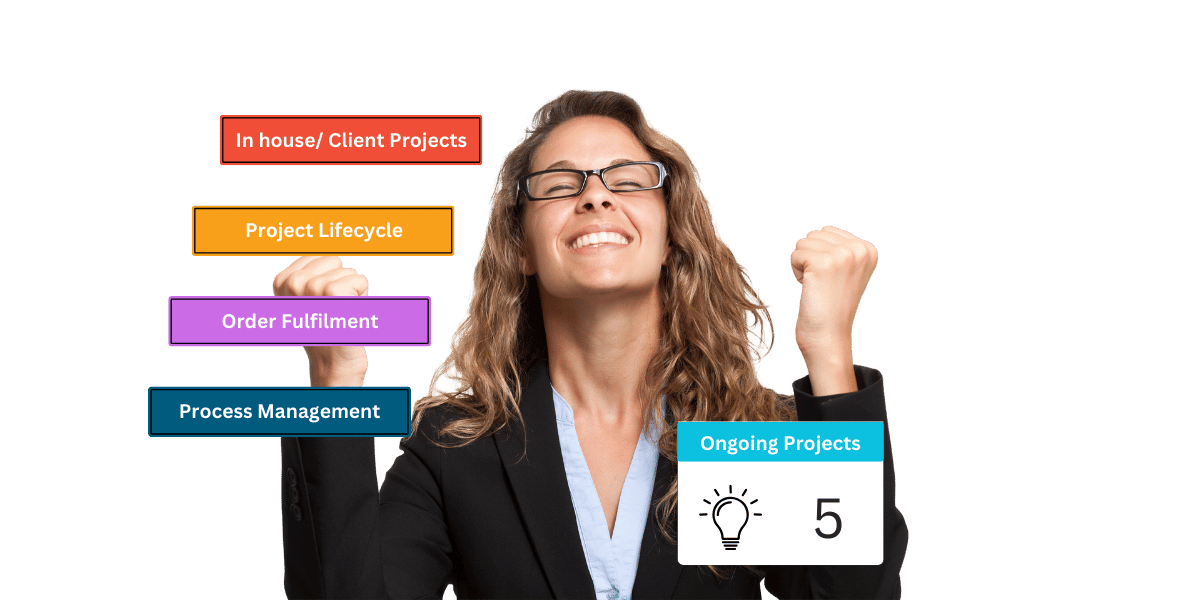 In house/ Client Projects
Project Lifecycle
Order Fulfilment
Process Management
Ongoing Projects
5